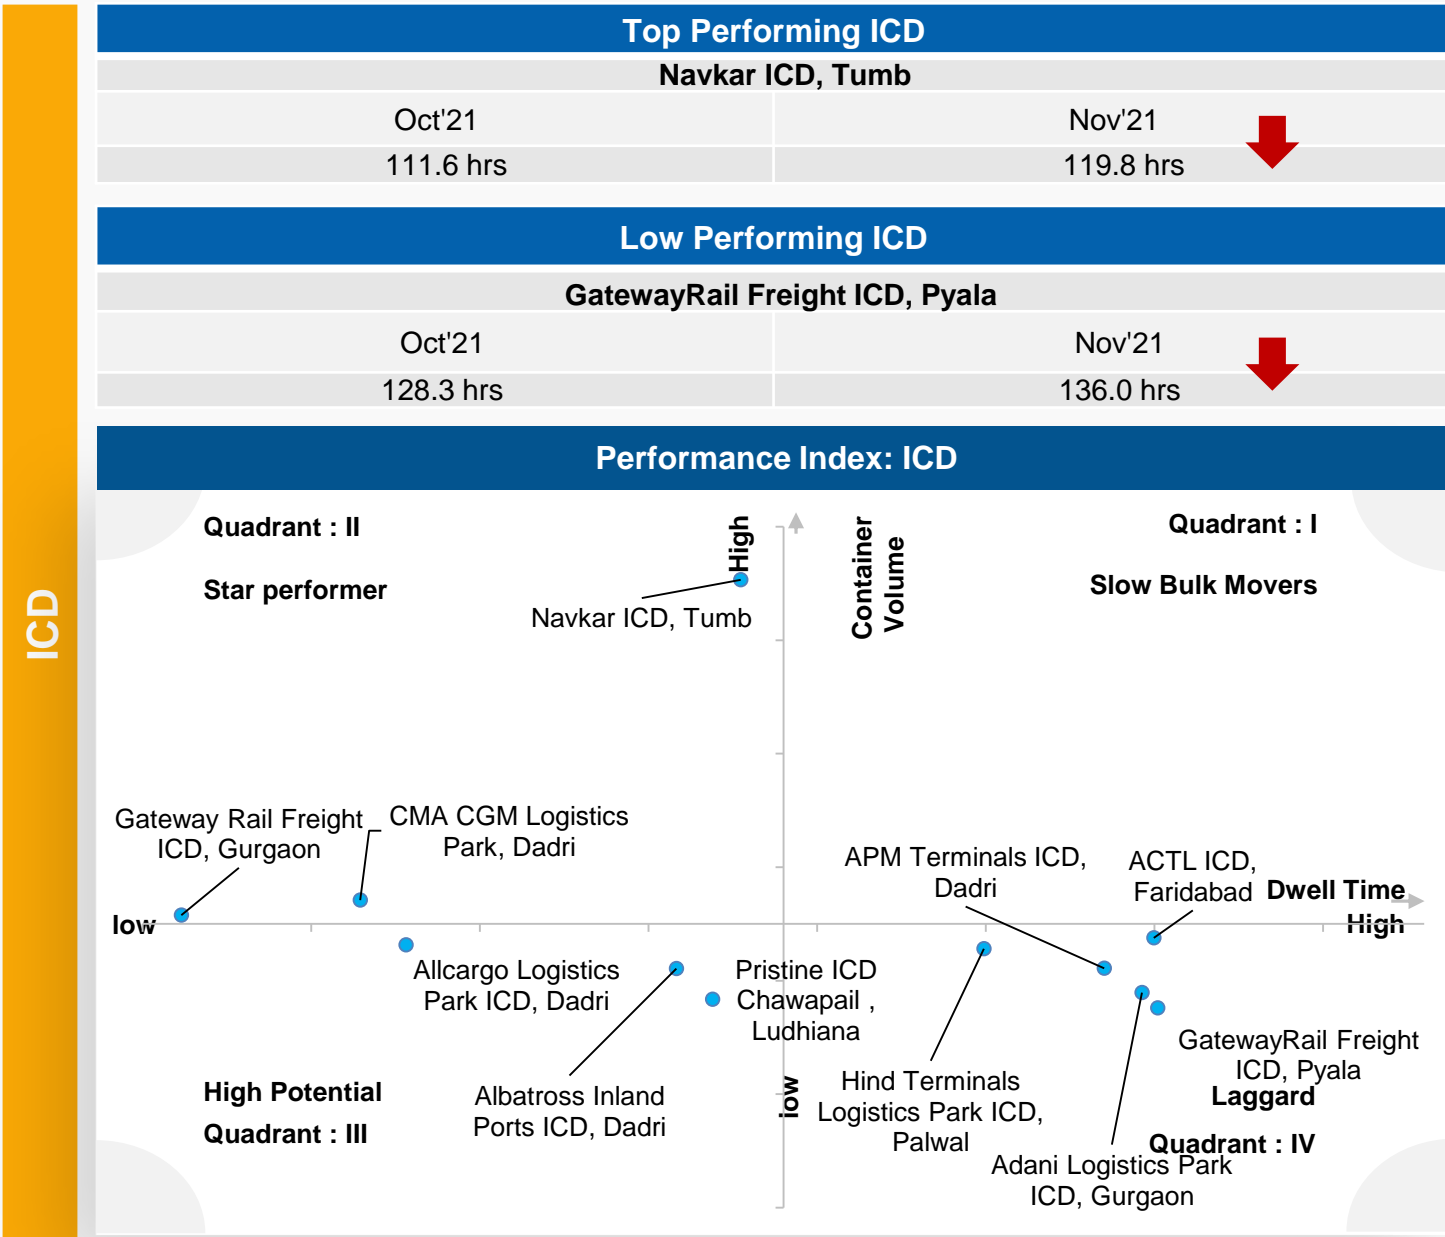 ICD
Top Performing ICD
Navkar ICD, Tumb
Oct'21 Nov'21
111.6 hrs 119.8 hrs
Low Performing ICD
GatewayRail Freight ICD, Pyala
Oct'21 Nov'21
128.3 hrs 136.0 hrs
Performance Index: ICD
Quadrant : II
Star performer
High
Container
Volume
Quadrant : I
Slow Bulk Movers
Navkar ICD, Tumb
Gateway Rail Freight
ICD, Gurgaon
CMA CGM Logistics
Park, Dadri
APM Terminals ICD,
Dadri
ACTL ICD,
Faridabad
Dwell Time
High
low
Allcargo Logistics
Park ICD, Dadri
Pristine ICD
Chawapail ,
Ludhiana
GatewayRail Freight
ICD, Pyala
Hind Terminals
Logistics Park ICD,
Palwal
Albatross Inland
Ports ICD, Dadri
low
High Potential
Quadrant : III
Laggard
Quadrant : IV
Adani Logistics Park
ICD, Gurgaon